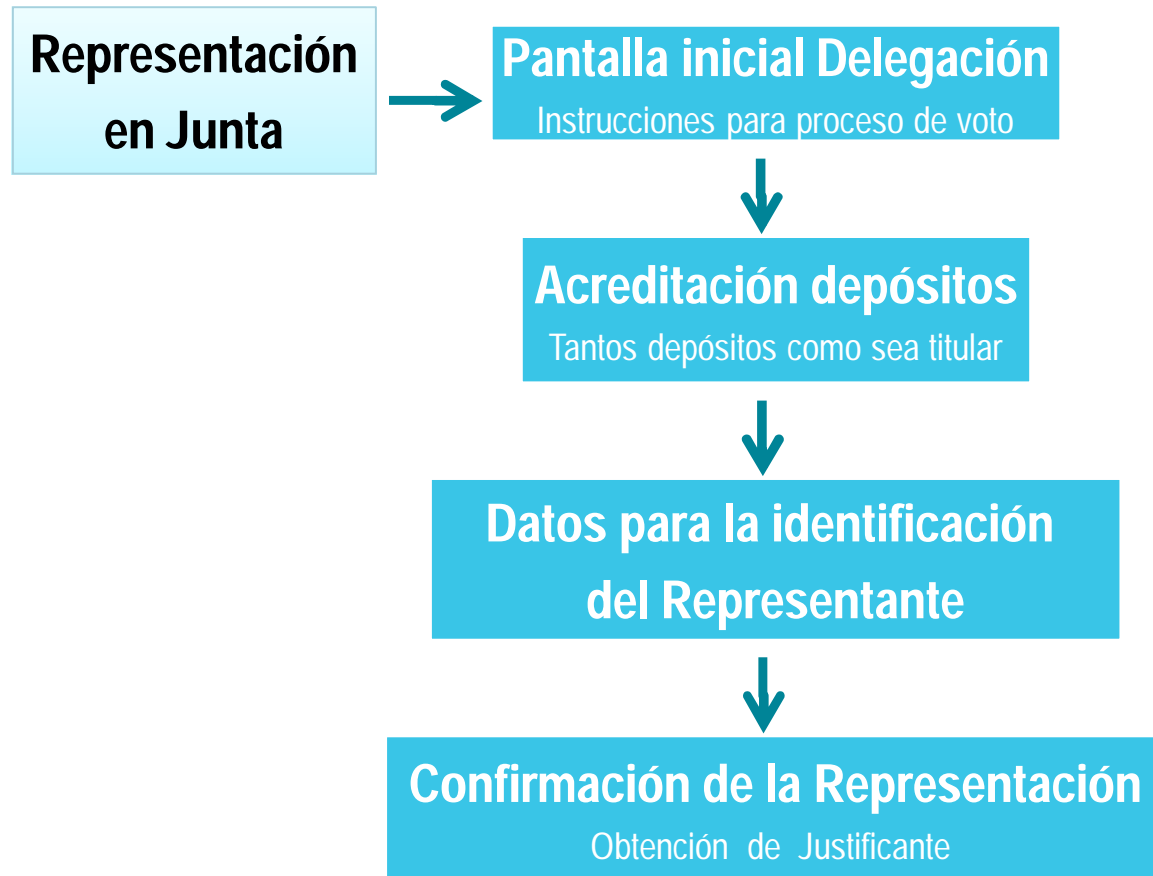 Representación
en Junta
Pantalla inicial Delegación
Instrucciones para proceso de voto
Acreditación depósitos
Tantos depósitos como sea titular
Datos para la identificación
del Representante
Confirmación de la Representación
Obtención de Justificante